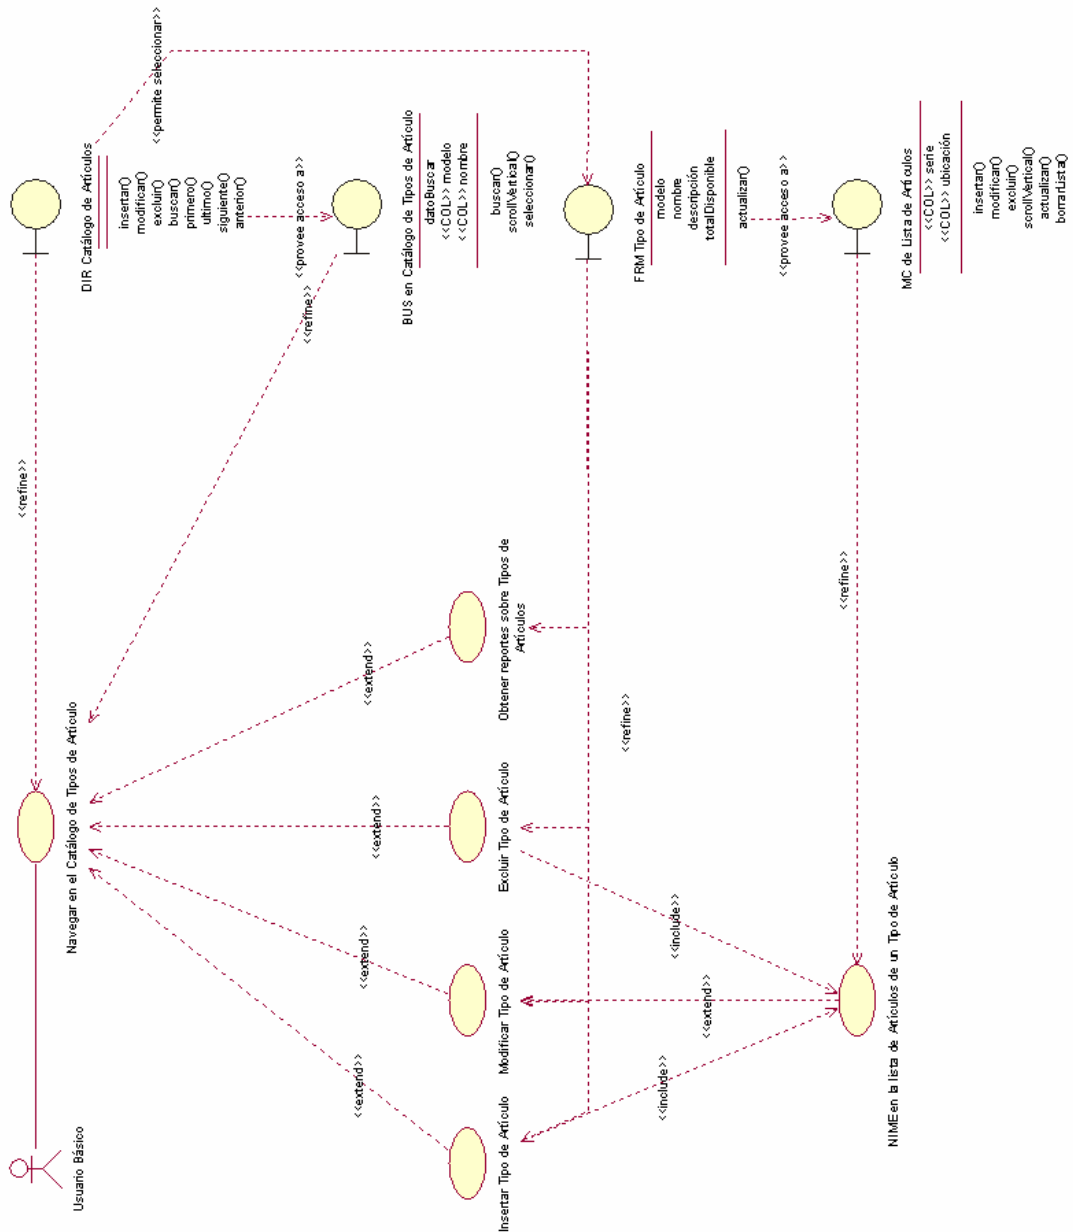 Usuario Básico
Navegar en el Catálogo de Tipos de Artículo
<<refine>>
DIR Catálogo de Artículos
insertar()
modificar()
excluir()
buscar()
primero()
ultimo()
siguiente()
anterior()
<<permite seleccionar>>
<<provee acceso a>>
<<refine>>
BUS en Catálogo de Tipos de Artículo
datoBuscar
<<COL>> modelo
<<COL>> nombre
buscar()
scrollVertical()
seleccionar()
<<extend>>
<<extend>>
<<extend>>
<<extend>>
Insertar Tipo de Artículo
Modificar Tipo de Artículo
Excluir Tipo de Artículo
Obtener reportes sobre Tipos de
Artículos
FRM Tipo de Artículo
modelo
nombre
descripción
totalDisponible
actualizar()
<<refine>>
<<include>>
<<extend>>
<<include>>
<<provee acceso a>>
<<refine>>
NIME en la lista de Artículos de un Tipo de Artículo
MC de Lista de Artículos
<<COL>> serie
<<COL>> ubicación
insertar()
modificar()
excluir()
scrollVertical()
actualizar()
borrarLista()